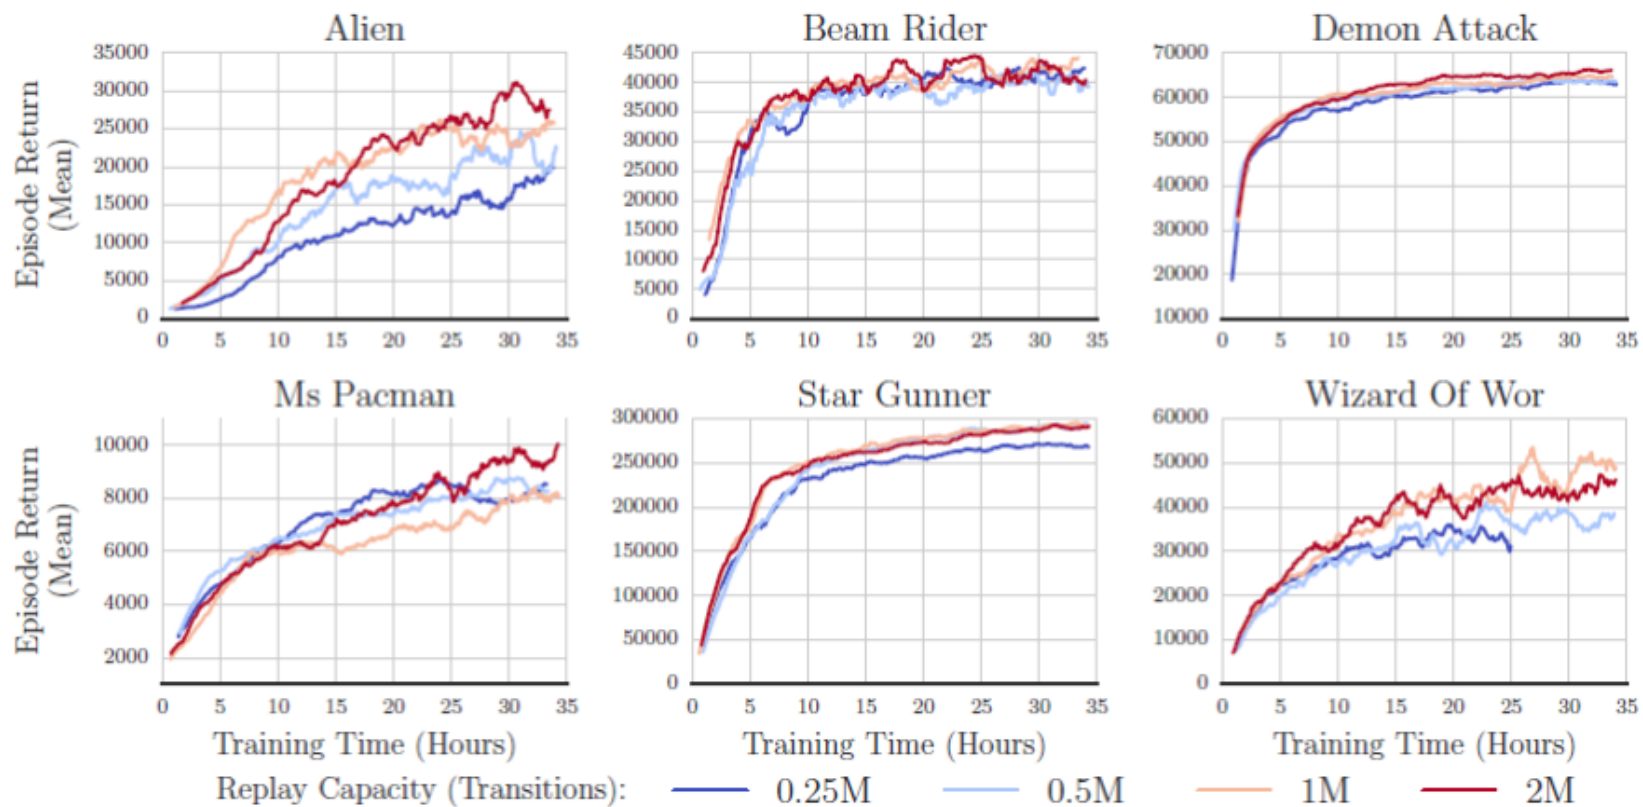 Alien
Beam Rider
Demon Attack
Episode Return
(Mean)
35000
30000
25000
20000
15000
10000
5000
0
0 5 10 15 20 25 30 35
45000
40000
35000
30000
25000
20000
15000
10000
5000
0
0 5 10 15 20 25 30 35
70000
60000
50000
40000
30000
20000
10000
0 5 10 15 20 25 30 35
Ms Pacman
Star Gunner
Wizard Of Wor
Episode Return
(Mean)
10000
8000
6000
4000
2000
0 5 10 15 20 25 30 35
Training Time (Hours)
300000
250000
200000
150000
100000
50000
0
0 5 10 15 20 25 30 35
Training Time (Hours)
60000
50000
40000
30000
20000
10000
0
0 5 10 15 20 25 30 35
Training Time (Hours)
Replay Capacity (Transitions): 0.25M 0.5M 1M 2M